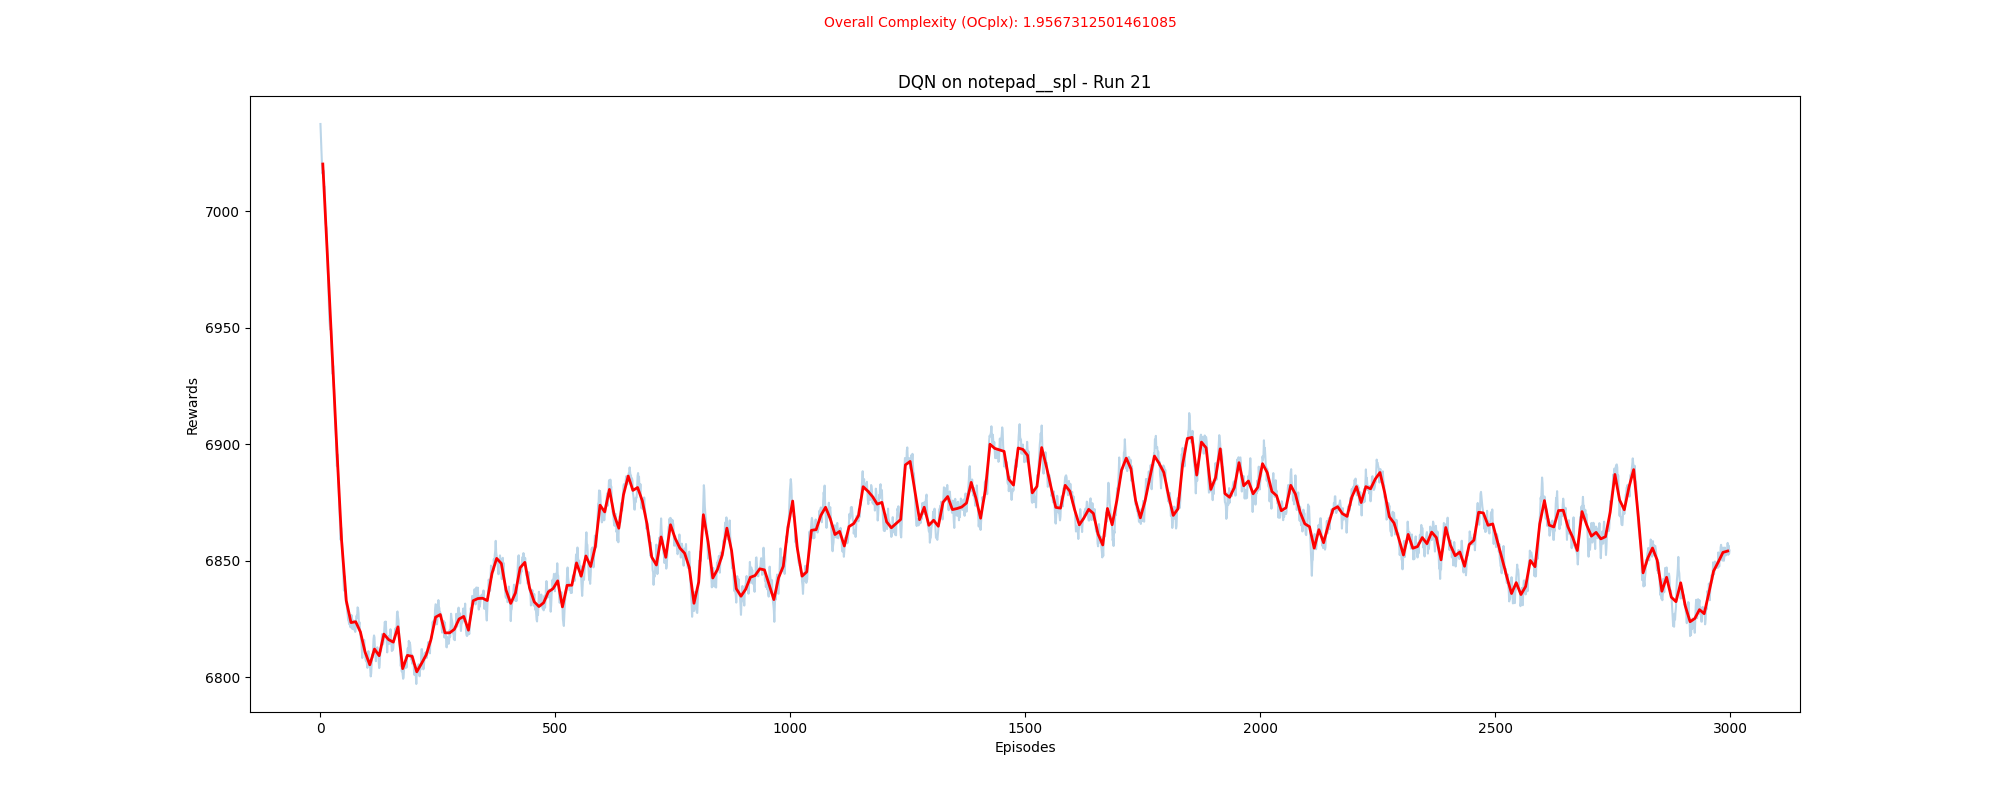 Overall Complexity (OCplx): 1.9567312501461085
DQN on notepad__spl - Run 21
7000
6950
6900
6850
6800
Rewards
0 500 1000 1500 2000 2500 3000
Episodes